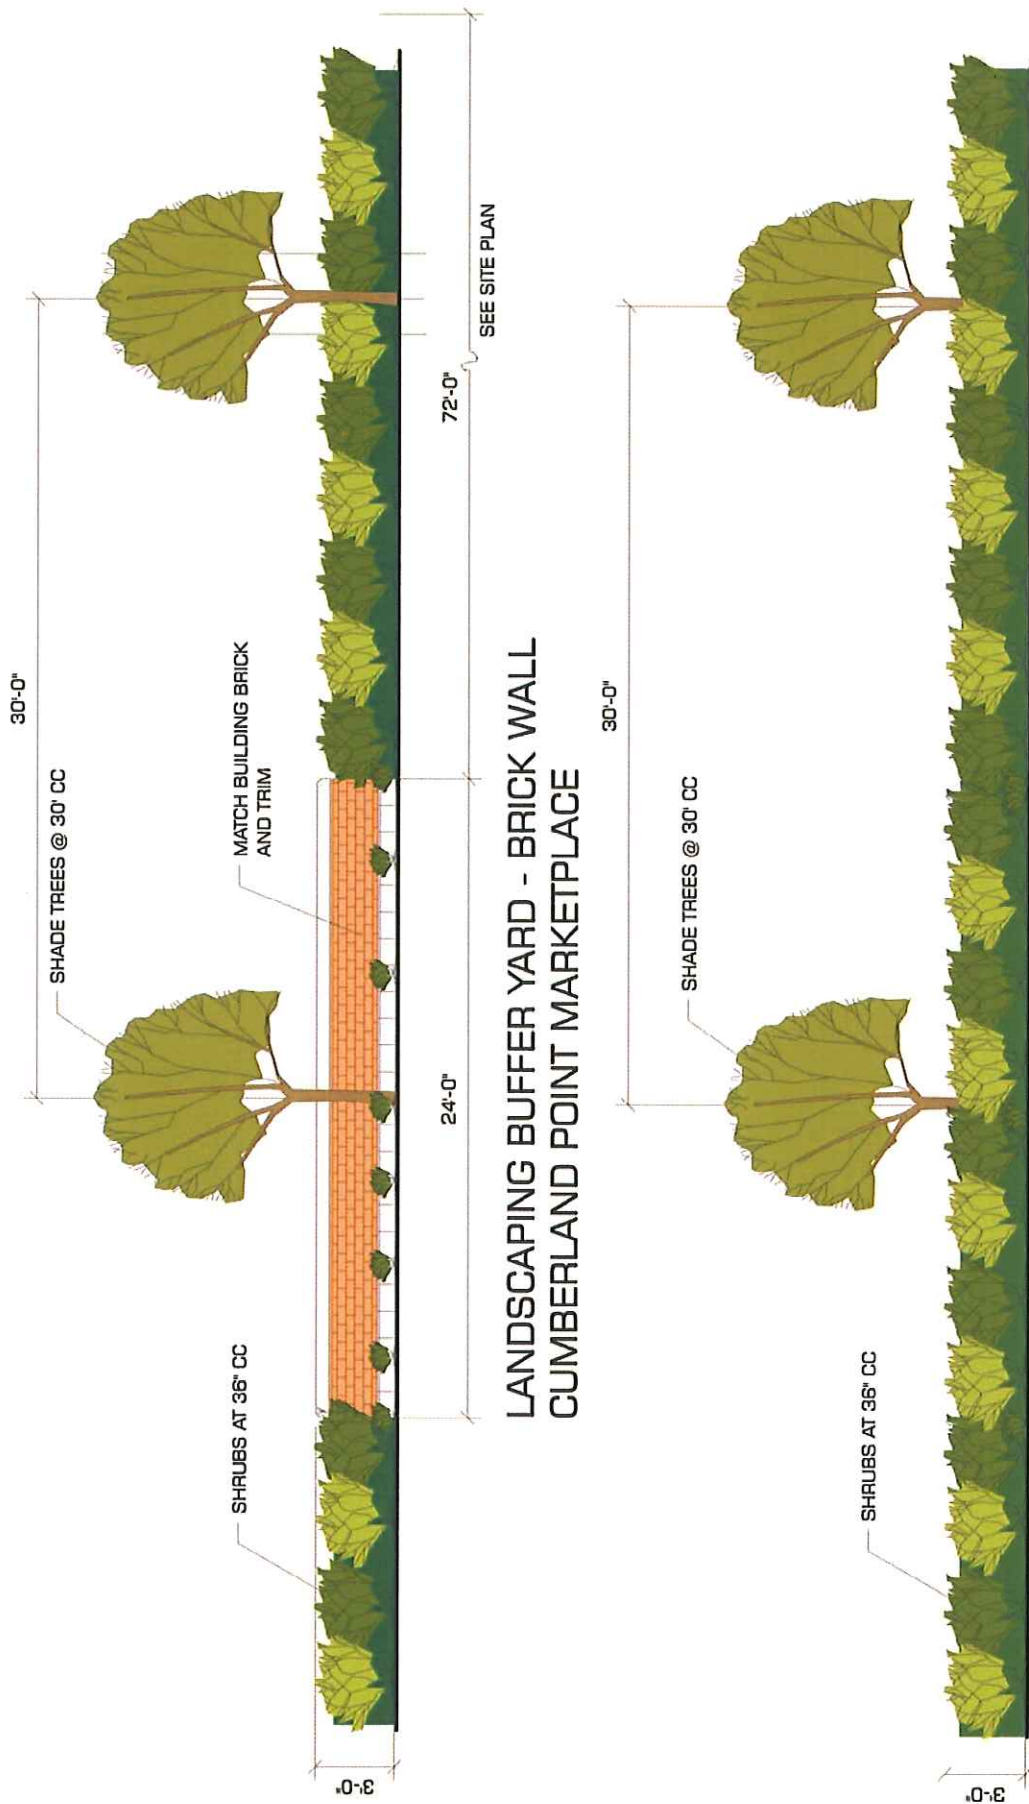 30'-0"
SHADE TREES @ 30' CC
SHRUBS AT 36" CC
MATCH BUILDING BRICK
AND TRIM
3'-0"
24'-0"
72'-0"
SEE SITE PLAN
LANDSCAPING BUFFER YARD - BRICK WALL
CUMBERLAND POINT MARKETPLACE
30'-0"
SHADE TREES @ 30' CC
SHRUBS AT 36" CC
3'-0"